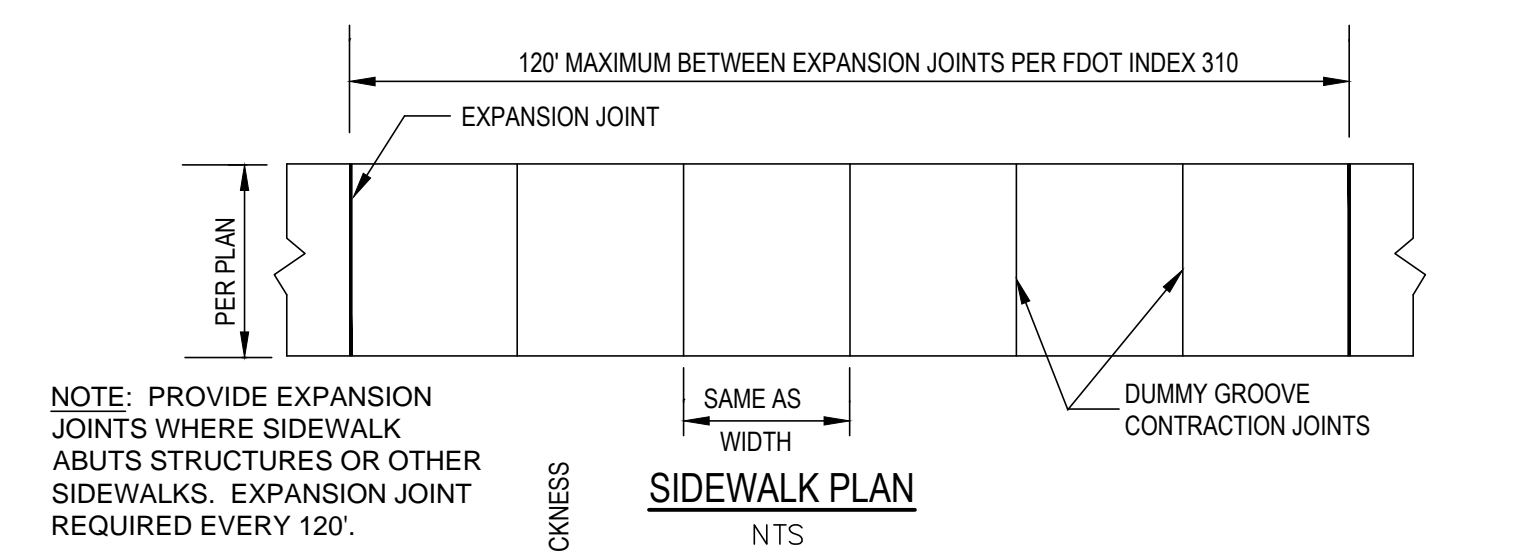 120' MAXIMUM BETWEEN EXPANSION JOINTS PER FDOT INDEX 310
EXPANSION JOINT
PER PLAN
SAME AS
WIDTH
DUMMY GROOVE
CONTRACTION JOINTS
NOTE: PROVIDE EXPANSION
JOINTS WHERE SIDEWALK
ABUTS STRUCTURES OR OTHER
SIDEWALKS. EXPANSION JOINT
REQUIRED EVERY 120'.
CKNESS
SIDEWALK PLAN
NTS